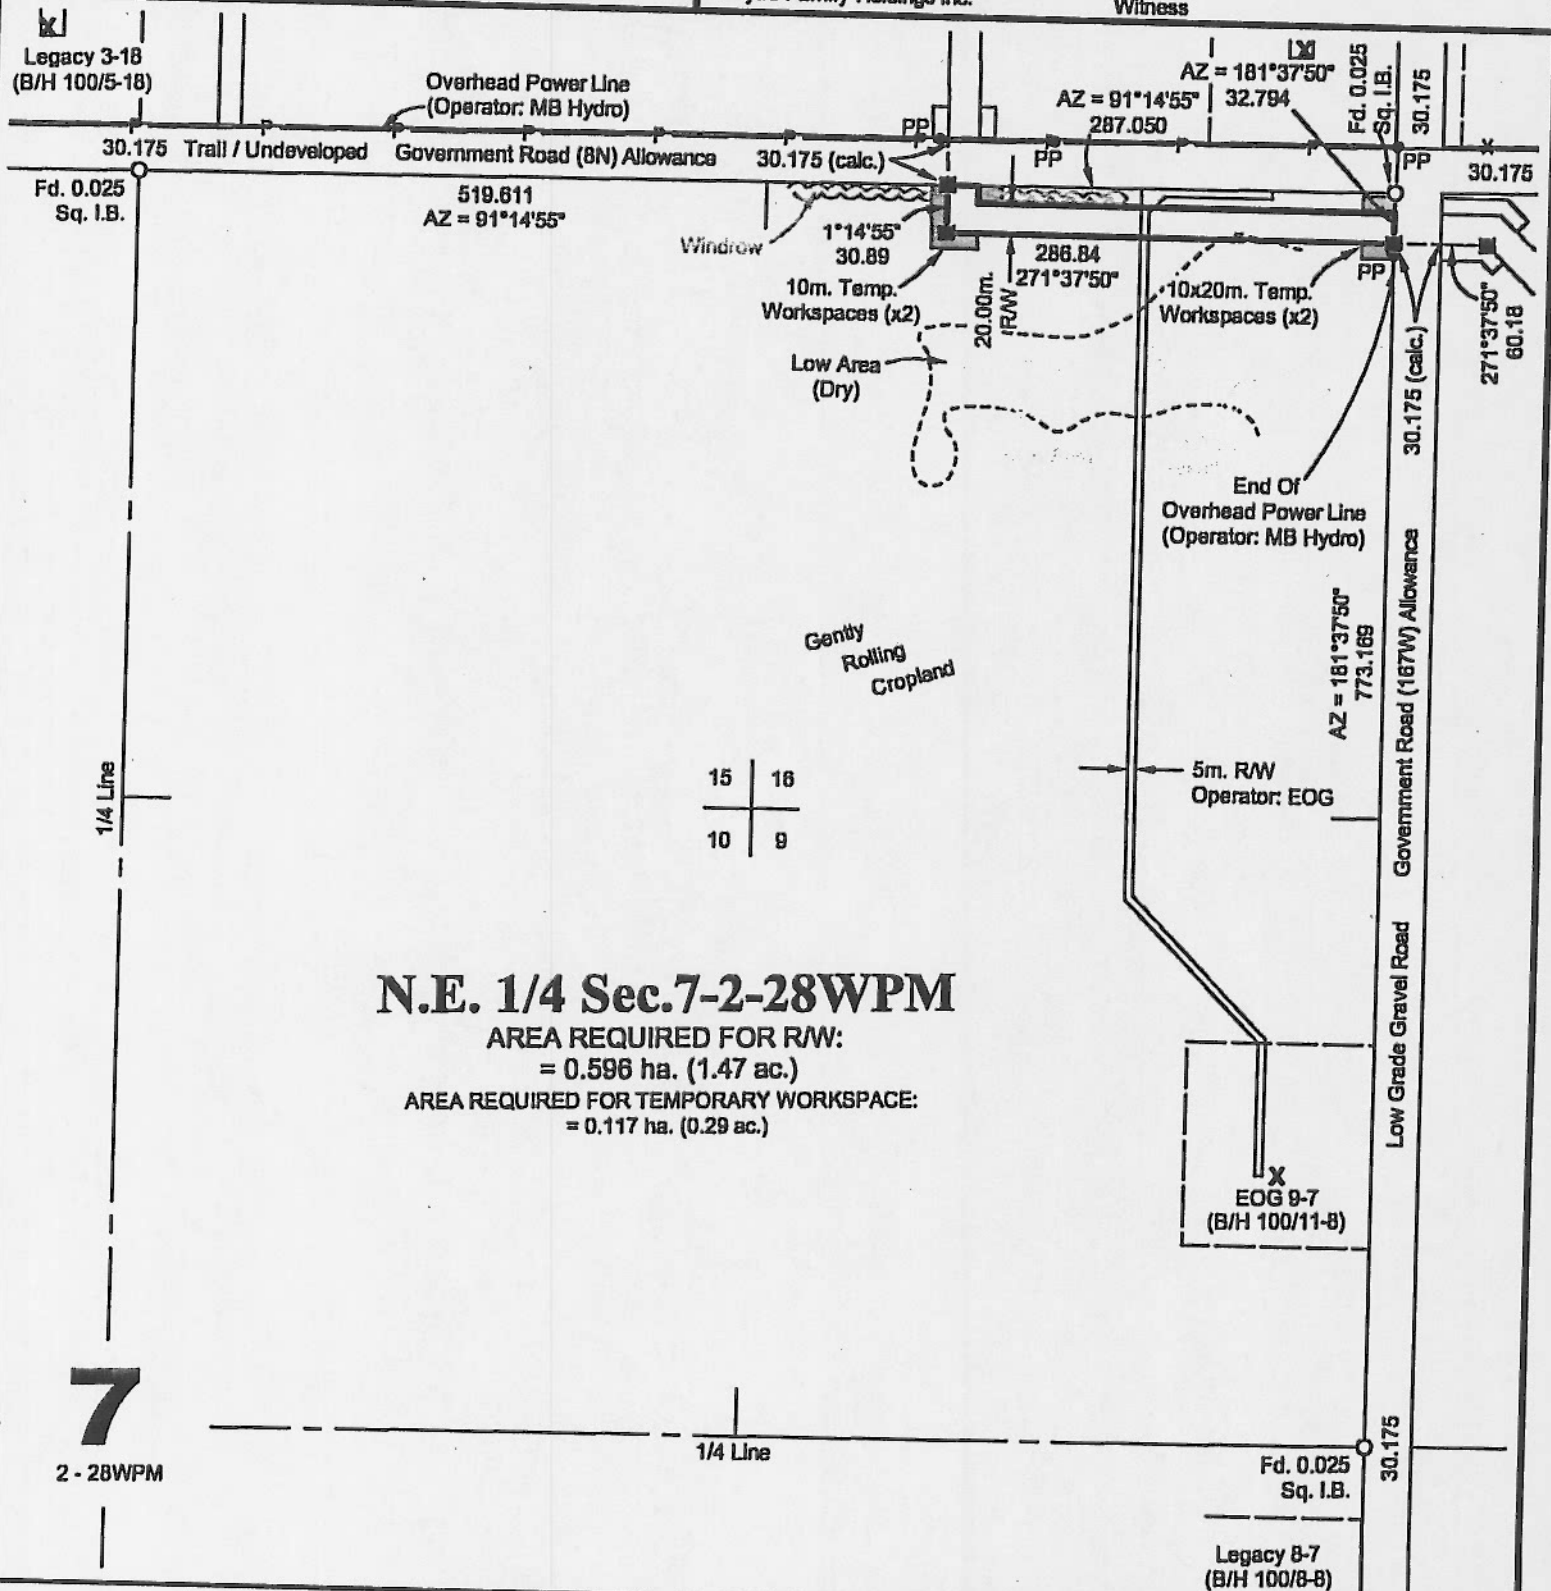 Family Holdings Inc.
Witness
Legacy 3-18
(B/H 100/5-18)
Overhead Power Line
(Operator: MB Hydro)
AZ = 181°37'50"
32.794
AZ = 91°14'55"
287.050
Fd. 0.025
Sq. I.B.
30.175
PP
PP
PP
30.175
30.175 Trail / Undeveloped Government Road (8N) Allowance 30.175 (calc.)
Fd. 0.025
Sq. I.B.
519.611
AZ = 91°14'55"
Windrow
1°14'55"
30.89
10m. Temp.
Workspaces (x2)
20.00m.
R/W
286.84
271°37'50"
10x20m. Temp.
Workspaces (x2)
PP
271°37'50"
60.18
30.175 (calc.)
Low Area
(Dry)
End Of
Overhead Power Line
(Operator: MB Hydro)
Gently
Rolling
Cropland
AZ = 181°37'50"
773.169
Government Road (167W) Allowance
Low Grade Gravel Road
1/4 Line
15 16
10 9
5m. R/W
Operator: EOG
N.E. 1/4 Sec.7-2-28WPM
AREA REQUIRED FOR R/W:
= 0.596 ha. (1.47 ac.)
AREA REQUIRED FOR TEMPORARY WORKSPACE:
= 0.117 ha. (0.29 ac.)
X
EOG 9-7
(B/H 100/11-8)
7
2 - 28WPM
1/4 Line
Fd. 0.025
Sq. I.B.
30.175
Legacy 8-7
(B/H 100/8-8)